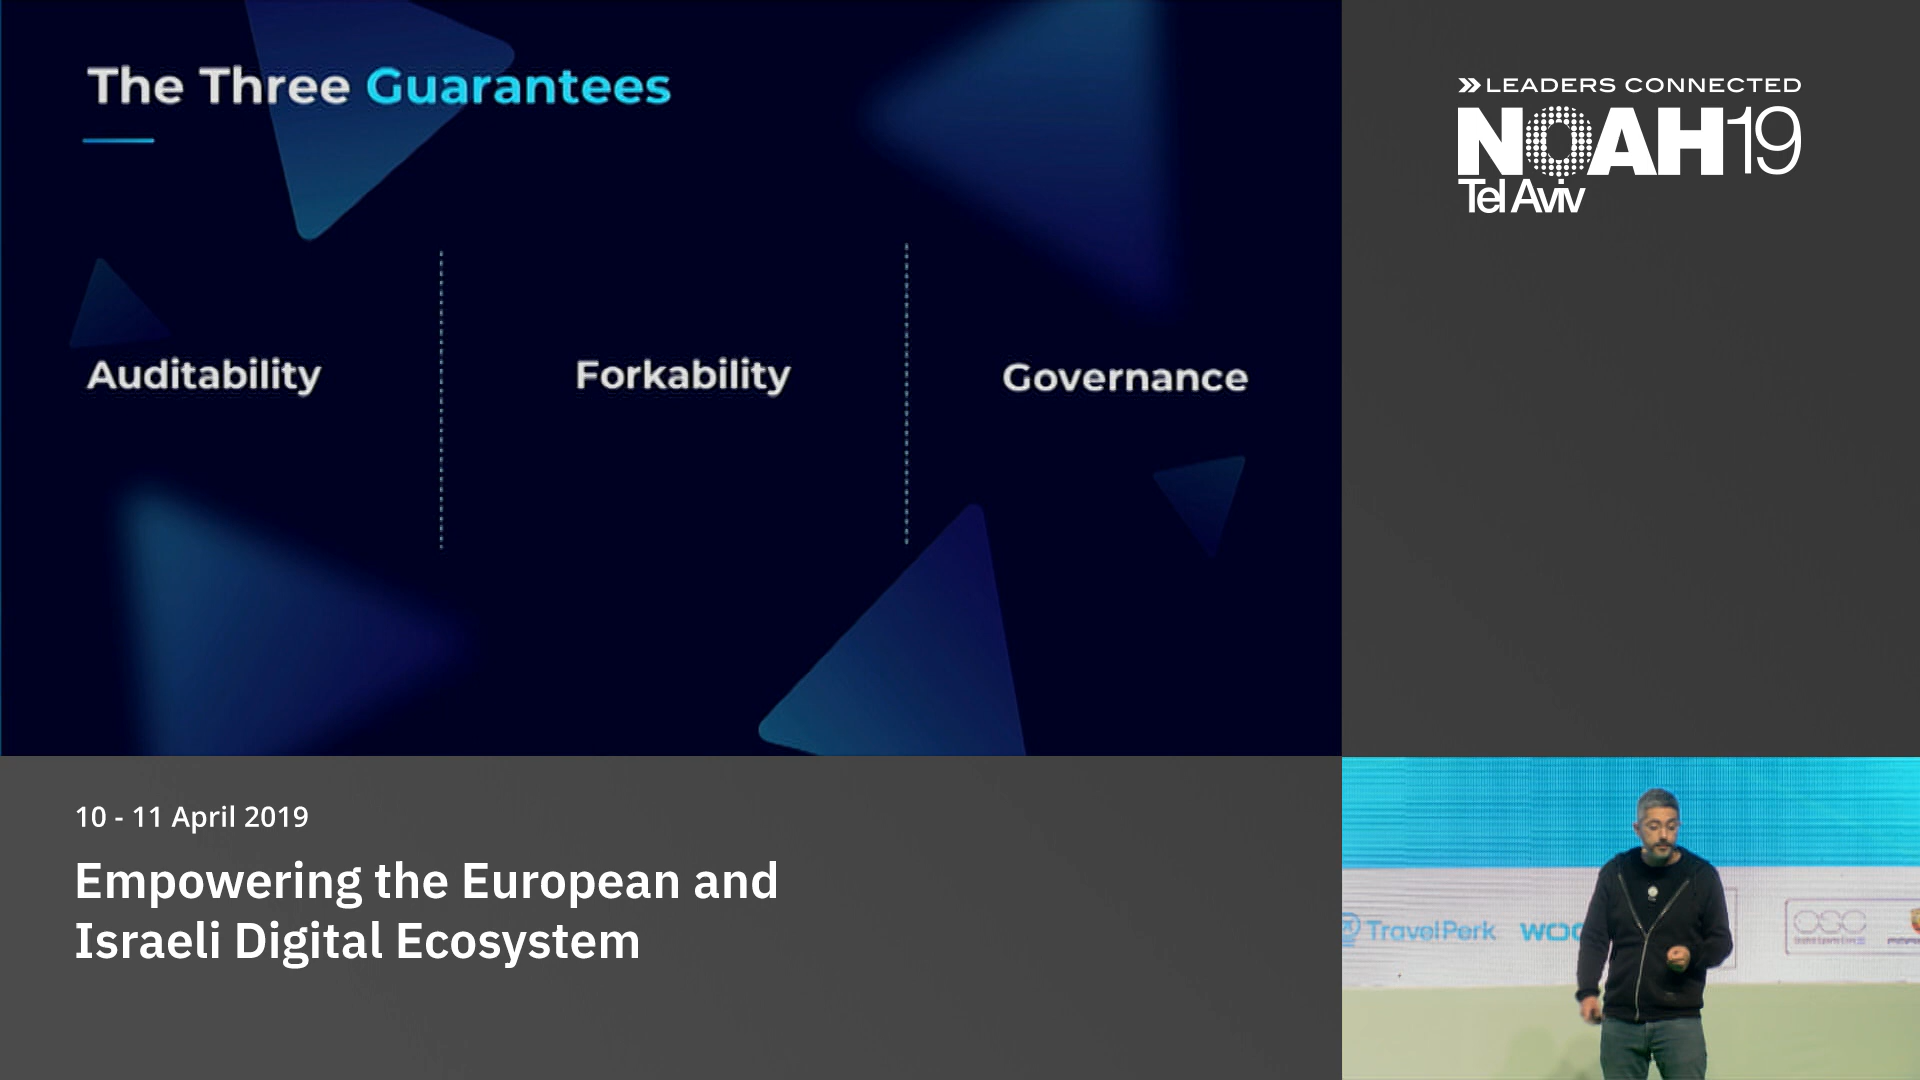 The Three Guarantees
Auditability
Forkability
Governance
LEADERS CONNECTED
NOAH19
Tel Aviv
10 - 11 April 2019
Empowering the European and
Israeli Digital Ecosystem
TravelPerk